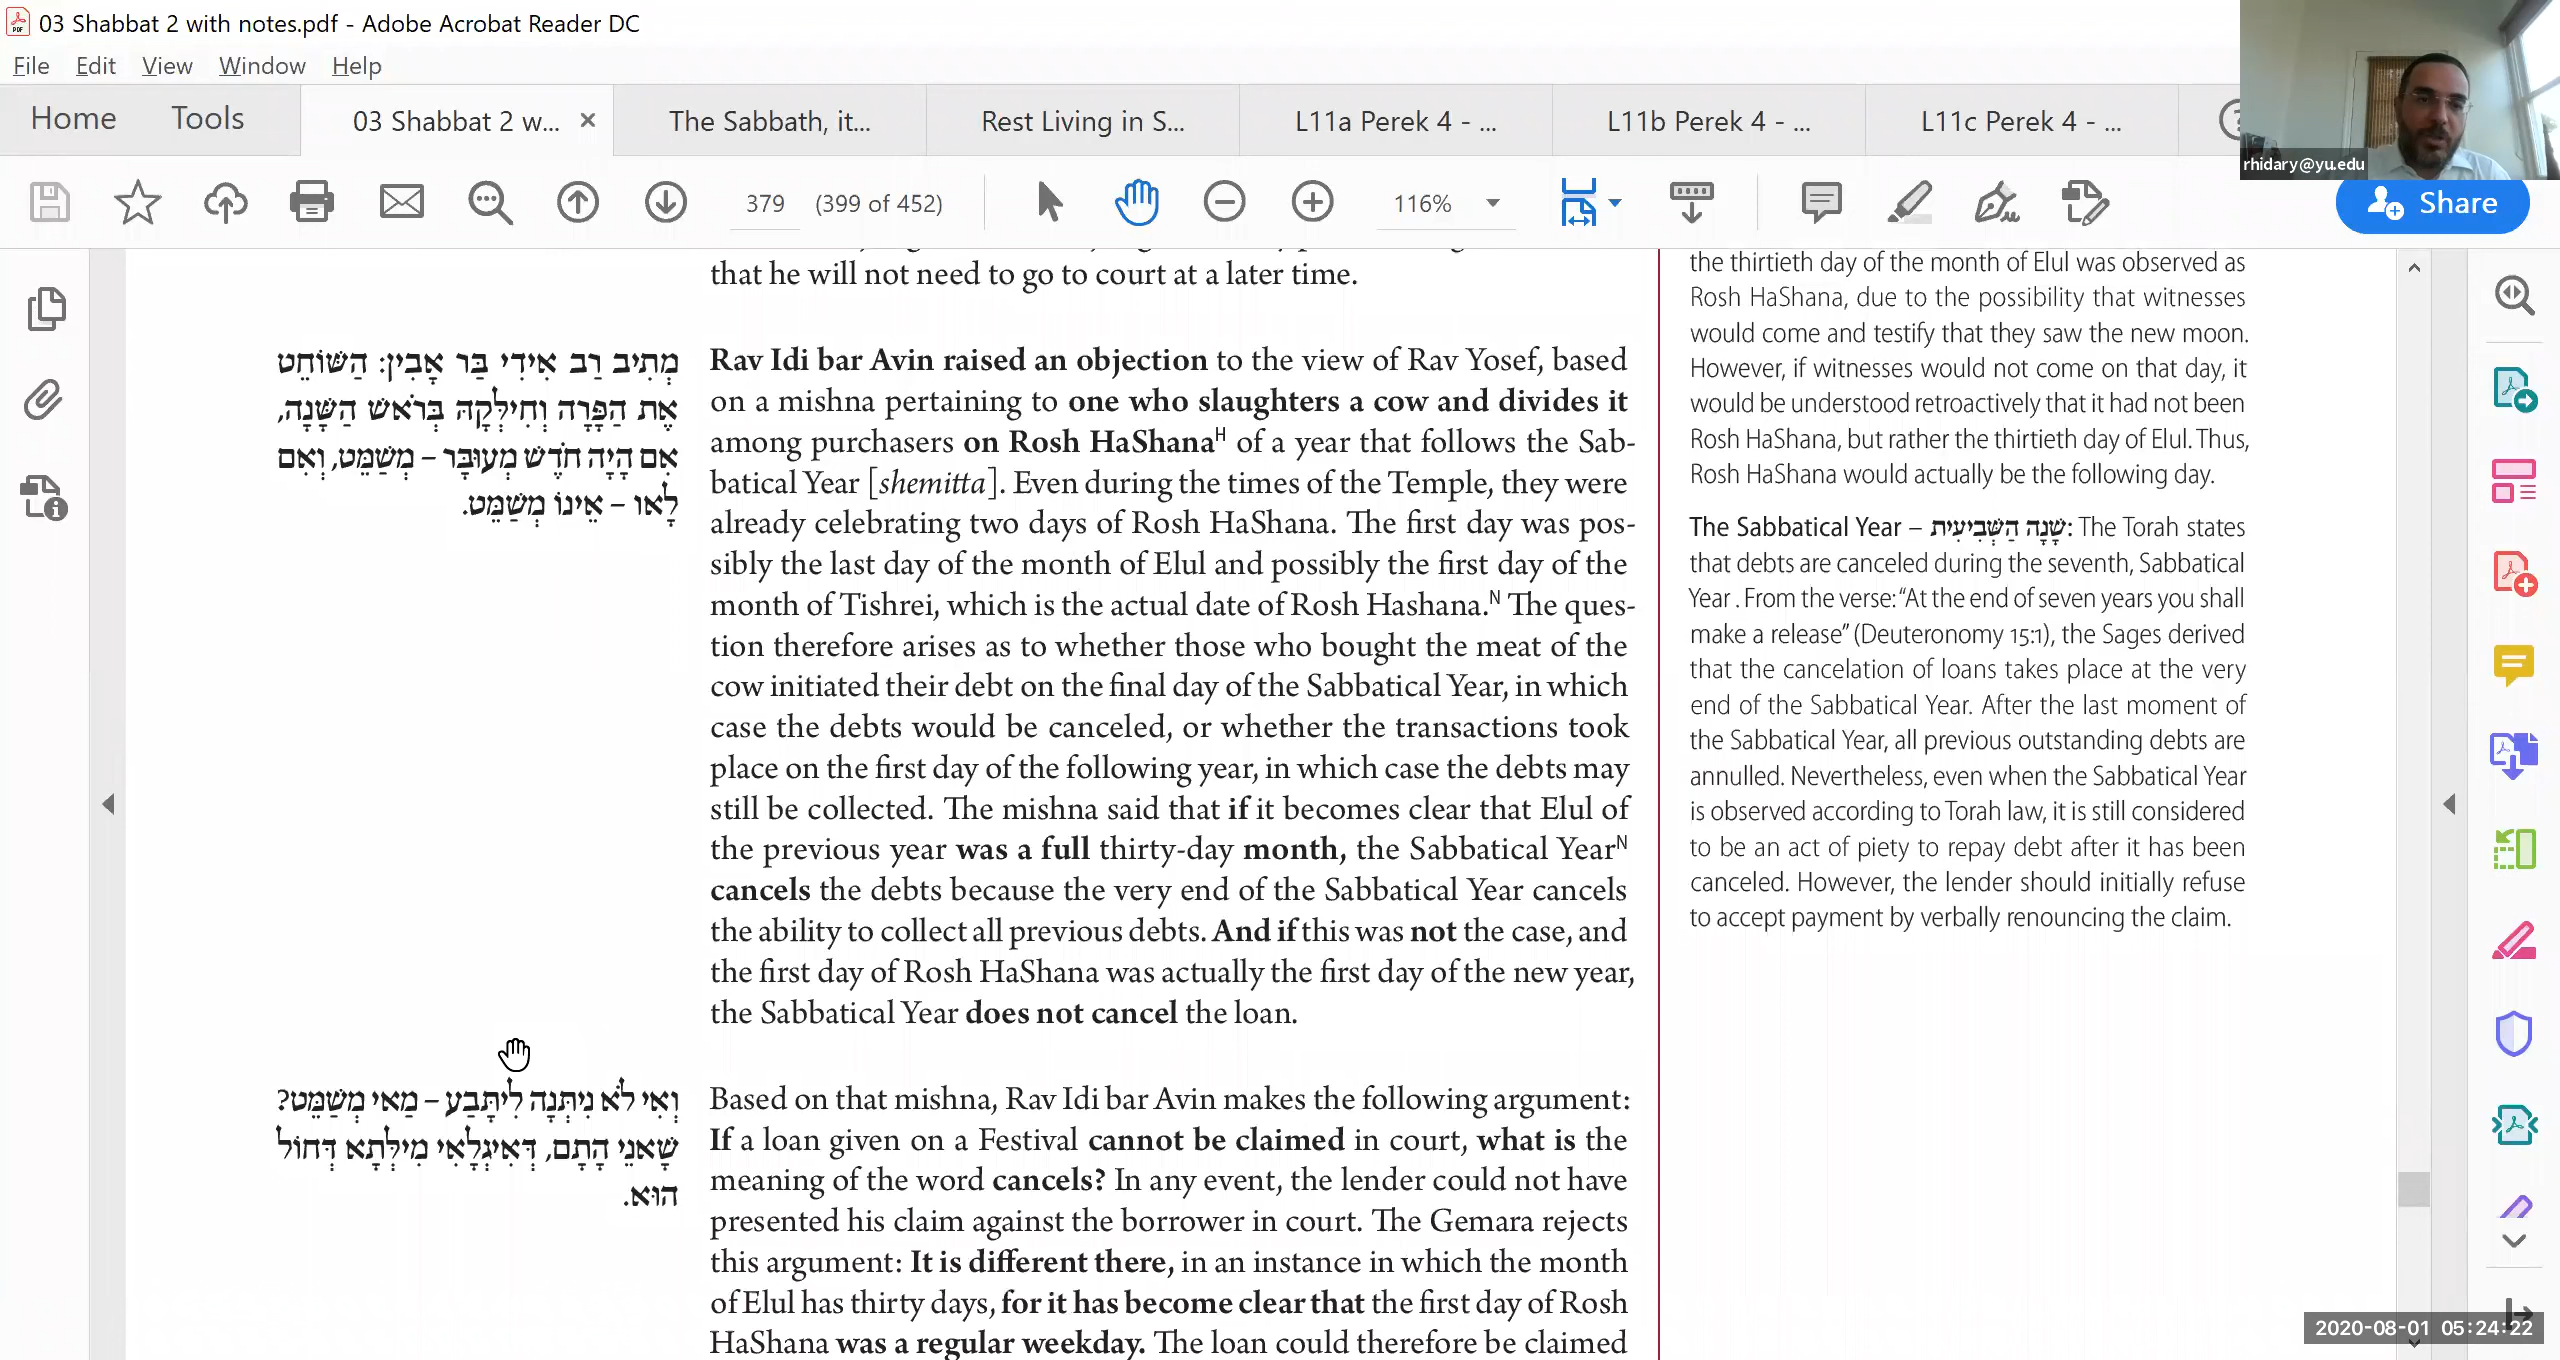 03 Shabbat 2 with notes.pdf - Adobe Acrobat Reader DC
File Edit View Window Help
Home Tools 03 Shabbat 2 w... The Sabbath, it... Rest Living in S... L11a Perek 4 - ... L11b Perek 4 - ... L11c Perek 4 - ...
rhidary@yu.edu
379 (399 of 452) 116% Share
that he will not need to go to court at a later time.
מְתִיב רַב אִידִי בַּר אָבִין: הַשּׁוֹחֵט
אֶת הַפָּרָה וְחִילְּקָהּ בְּרֹאשׁ הַשָּׁנָה,
אִם הָיָה חֹדֶשׁ מְעוּבָּר – מְשַׁמֵּט, וְאִם
לָאו – אֵינוֹ מְשַׁמֵּט.
Rav Idi bar Avin raised an objection to the view of Rav Yosef, based
on a mishna pertaining to one who slaughters a cow and divides it
among purchasers on Rosh HaShanaᴴ of a year that follows the Sab-
batical Year [shemitta]. Even during the times of the Temple, they were
already celebrating two days of Rosh HaShana. The first day was pos-
sibly the last day of the month of Elul and possibly the first day of the
month of Tishrei, which is the actual date of Rosh Hashana.ᴺ The ques-
tion therefore arises as to whether those who bought the meat of the
cow initiated their debt on the final day of the Sabbatical Year, in which
case the debts would be canceled, or whether the transactions took
place on the first day of the following year, in which case the debts may
still be collected. The mishna said that if it becomes clear that Elul of
the previous year was a full thirty-day month, the Sabbatical Yearᴺ
cancels the debts because the very end of the Sabbatical Year cancels
the ability to collect all previous debts. And if this was not the case, and
the first day of Rosh HaShana was actually the first day of the new year,
the Sabbatical Year does not cancel the loan.
וְאִי לֹא נִיתְּנָה לִיתָּבַע – מַאי מְשַׁמֵּט?
שָׁאנֵי הָתָם, דְּאִיגְּלַאי מִילְּתָא דְּחוֹל
הוּא.
Based on that mishna, Rav Idi bar Avin makes the following argument:
If a loan given on a Festival cannot be claimed in court, what is the
meaning of the word cancels? In any event, the lender could not have
presented his claim against the borrower in court. The Gemara rejects
this argument: It is different there, in an instance in which the month
of Elul has thirty days, for it has become clear that the first day of Rosh
HaShana was a regular weekday. The loan could therefore be claimed
the thirtieth day of the month of Elul was observed as
Rosh HaShana, due to the possibility that witnesses
would come and testify that they saw the new moon.
However, if witnesses would not come on that day, it
would be understood retroactively that it had not been
Rosh HaShana, but rather the thirtieth day of Elul. Thus,
Rosh HaShana would actually be the following day.
The Sabbatical Year – שָׁנָה הַשְּׁבִיעִית: The Torah states
that debts are canceled during the seventh, Sabbatical
Year . From the verse: “At the end of seven years you shall
make a release” (Deuteronomy 15:1), the Sages derived
that the cancelation of loans takes place at the very
end of the Sabbatical Year. After the last moment of
the Sabbatical Year, all previous outstanding debts are
annulled. Nevertheless, even when the Sabbatical Year
is observed according to Torah law, it is still considered
to be an act of piety to repay debt after it has been
canceled. However, the lender should initially refuse
to accept payment by verbally renouncing the claim.
2020-08-01 05:24:22